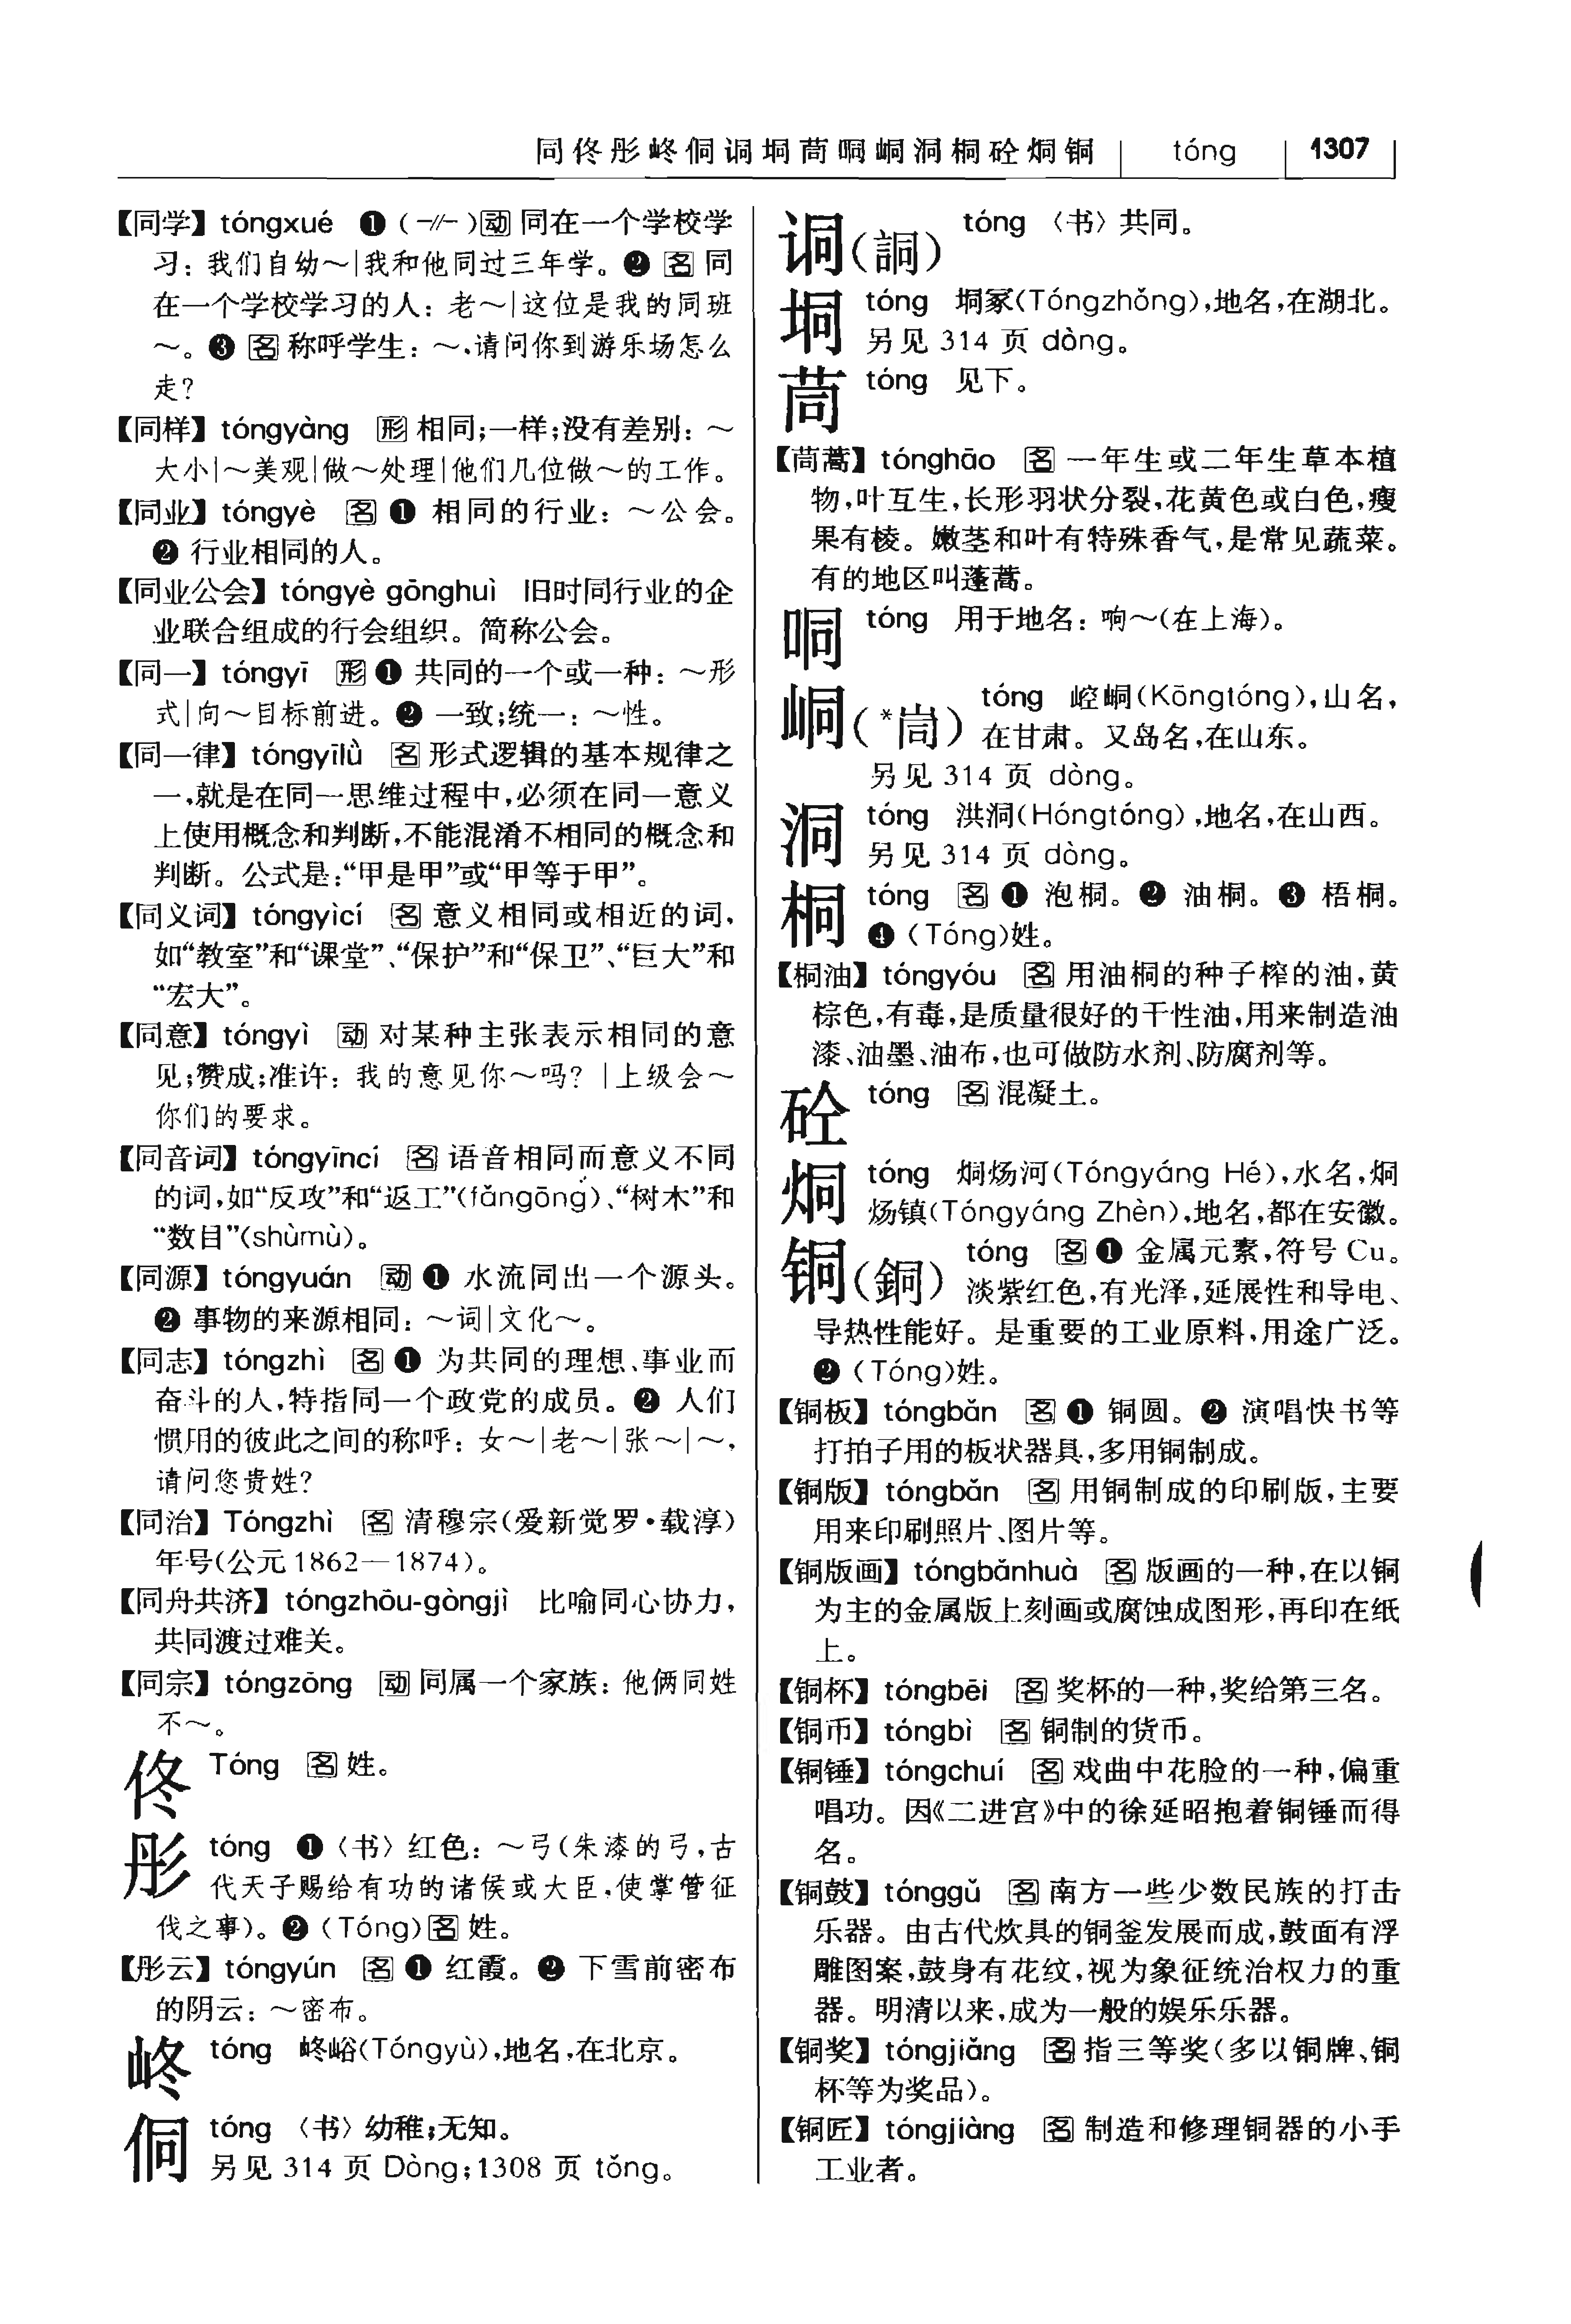 同佟彤峂侗詷垌茼哃峒洞桐砼烔铜 tóng 1307
【同学】 tóngxué ❶(-//-)动 同在一个学校学
习：我们自幼～|我和他同过三年学。❷ 名 同
在一个学校学习的人：老～|这位是我的同班
～。❸ 名 称呼学生：～,请问你到游乐场怎么
走?
【同样】 tóngyàng 形 相同;一样;没有差别：～
大小|～美观|做～处理|他们几位做～的工作。
【同业】 tóngyè 名 ❶ 相同的行业：～公会。
❷ 行业相同的人。
【同业公会】 tóngyè gōnghuì 旧时同行业的企
业联合组成的行会组织。简称公会。
【同一】 tóngyī 形 ❶ 共同的一个或一种：～形
式|向～目标前进。❷ 一致;统一：～性。
【同一律】 tóngyīlǜ 名 形式逻辑的基本规律之
一,就是在同一思维过程中,必须在同一意义
上使用概念和判断,不能混淆不相同的概念和
判断。公式是:“甲是甲”或“甲等于甲”。
【同义词】 tóngyìcí 名 意义相同或相近的词,
如“教室”和“课堂”、“保护”和“保卫”、“巨大”和
“宏大”。
【同意】 tóngyì 动 对某种主张表示相同的意
见;赞成;准许：我的意见你～吗?|上级会～
你们的要求。
【同音词】 tóngyīncí 名 语音相同而意义不同
的词,如“反攻”和“返工”(fǎngōng)、“树木”和
“数目”(shùmù)。
【同源】 tóngyuán 动 ❶ 水流同出一个源头。
❷ 事物的来源相同：～词|文化～。
【同志】 tóngzhì 名 ❶ 为共同的理想、事业而
奋斗的人,特指同一个政党的成员。❷ 人们
惯用的彼此之间的称呼：女～|老～|张～|～,
请问您贵姓?
【同治】 Tóngzhì 名 清穆宗(爱新觉罗·载淳)
年号(公元1862—1874)。
【同舟共济】 tóngzhōu-gòngjì 比喻同心协力,
共同渡过难关。
【同宗】 tóngzōng 动 同属一个家族：他俩同姓
不～。
佟 Tóng 名 姓。
彤 tóng ❶〈书〉红色：～弓(朱漆的弓,古
代天子赐给有功的诸侯或大臣,使掌管征
伐之事)。❷(Tóng)名 姓。
【彤云】 tóngyún 名 ❶ 红霞。❷ 下雪前密布
的阴云：～密布。
峂 tóng 峂峪(Tóngyù),地名,在北京。
侗 tóng 〈书〉幼稚;无知。
另见 314 页 Dòng;1308 页 tǒng。
词(詷) tóng 〈书〉共同。
垌 tóng 垌冢(Tóngzhǒng),地名,在湖北。
另见 314 页 dòng。
茼 tóng 见下。
【茼蒿】 tónghāo 名 一年生或二年生草本植
物,叶互生,长形羽状分裂,花黄色或白色,瘦
果有棱。嫩茎和叶有特殊香气,是常见蔬菜。
有的地区叫蓬蒿。
哃 tóng 用于地名：响～(在上海)。
峒(*峝) tóng 崆峒(Kōngtóng),山名,
在甘肃。又岛名,在山东。
另见 314 页 dòng。
洞 tóng 洪洞(Hóngtóng),地名,在山西。
另见 314 页 dòng。
桐 tóng 名 ❶ 泡桐。❷ 油桐。❸ 梧桐。
❹(Tóng)姓。
【桐油】 tóngyóu 名 用油桐的种子榨的油,黄
棕色,有毒,是质量很好的干性油,用来制造油
漆、油墨、油布,也可做防水剂、防腐剂等。
砼 tóng 名 混凝土。
烔 tóng 烔炀河(Tóngyáng Hé),水名,烔
炀镇(Tóngyáng Zhèn),地名,都在安徽。
铜(銅) tóng 名 ❶ 金属元素,符号 Cu。
淡紫红色,有光泽,延展性和导电、
导热性能好。是重要的工业原料,用途广泛。
❷(Tóng)姓。
【铜板】 tóngbǎn 名 ❶ 铜圆。❷ 演唱快书等
打拍子用的板状器具,多用铜制成。
【铜版】 tóngbǎn 名 用铜制成的印刷版,主要
用来印刷照片、图片等。
【铜版画】 tóngbǎnhuà 名 版画的一种,在以铜
为主的金属版上刻画或腐蚀成图形,再印在纸
上。
【铜杯】 tóngbēi 名 奖杯的一种,奖给第三名。
【铜币】 tóngbì 名 铜制的货币。
【铜锤】 tóngchuí 名 戏曲中花脸的一种,偏重
唱功。因《二进宫》中的徐延昭抱着铜锤而得
名。
【铜鼓】 tónggǔ 名 南方一些少数民族的打击
乐器。由古代炊具的铜釜发展而成,鼓面有浮
雕图案,鼓身有花纹,视为象征统治权力的重
器。明清以来,成为一般的娱乐乐器。
【铜奖】 tóngjiǎng 名 指三等奖(多以铜牌、铜
杯等为奖品)。
【铜匠】 tóngjiàng 名 制造和修理铜器的小手
工业者。